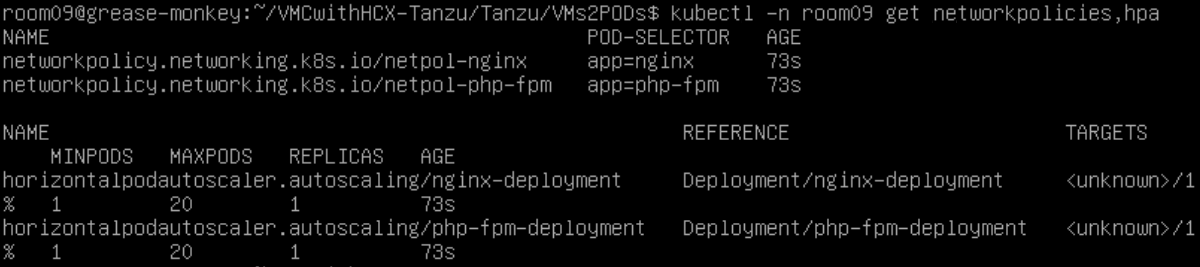 room09@grease-monkey:~/VMCwithHCX-Tanzu/Tanzu/VMs2PODs$ kubectl -n room09 get networkpolicies,hpa
NAME                                               POD-SELECTOR   AGE
networkpolicy.networking.k8s.io/netpol-nginx       app=nginx      73s
networkpolicy.networking.k8s.io/netpol-php-fpm     app=php-fpm    73s

NAME                                                       REFERENCE                       TARGETS
    MINPODS   MAXPODS   REPLICAS   AGE
horizontalpodautoscaler.autoscaling/nginx-deployment       Deployment/nginx-deployment     <unknown>/1
%   1         20        1          73s
horizontalpodautoscaler.autoscaling/php-fpm-deployment     Deployment/php-fpm-deployment   <unknown>/1
%   1         20        1          73s